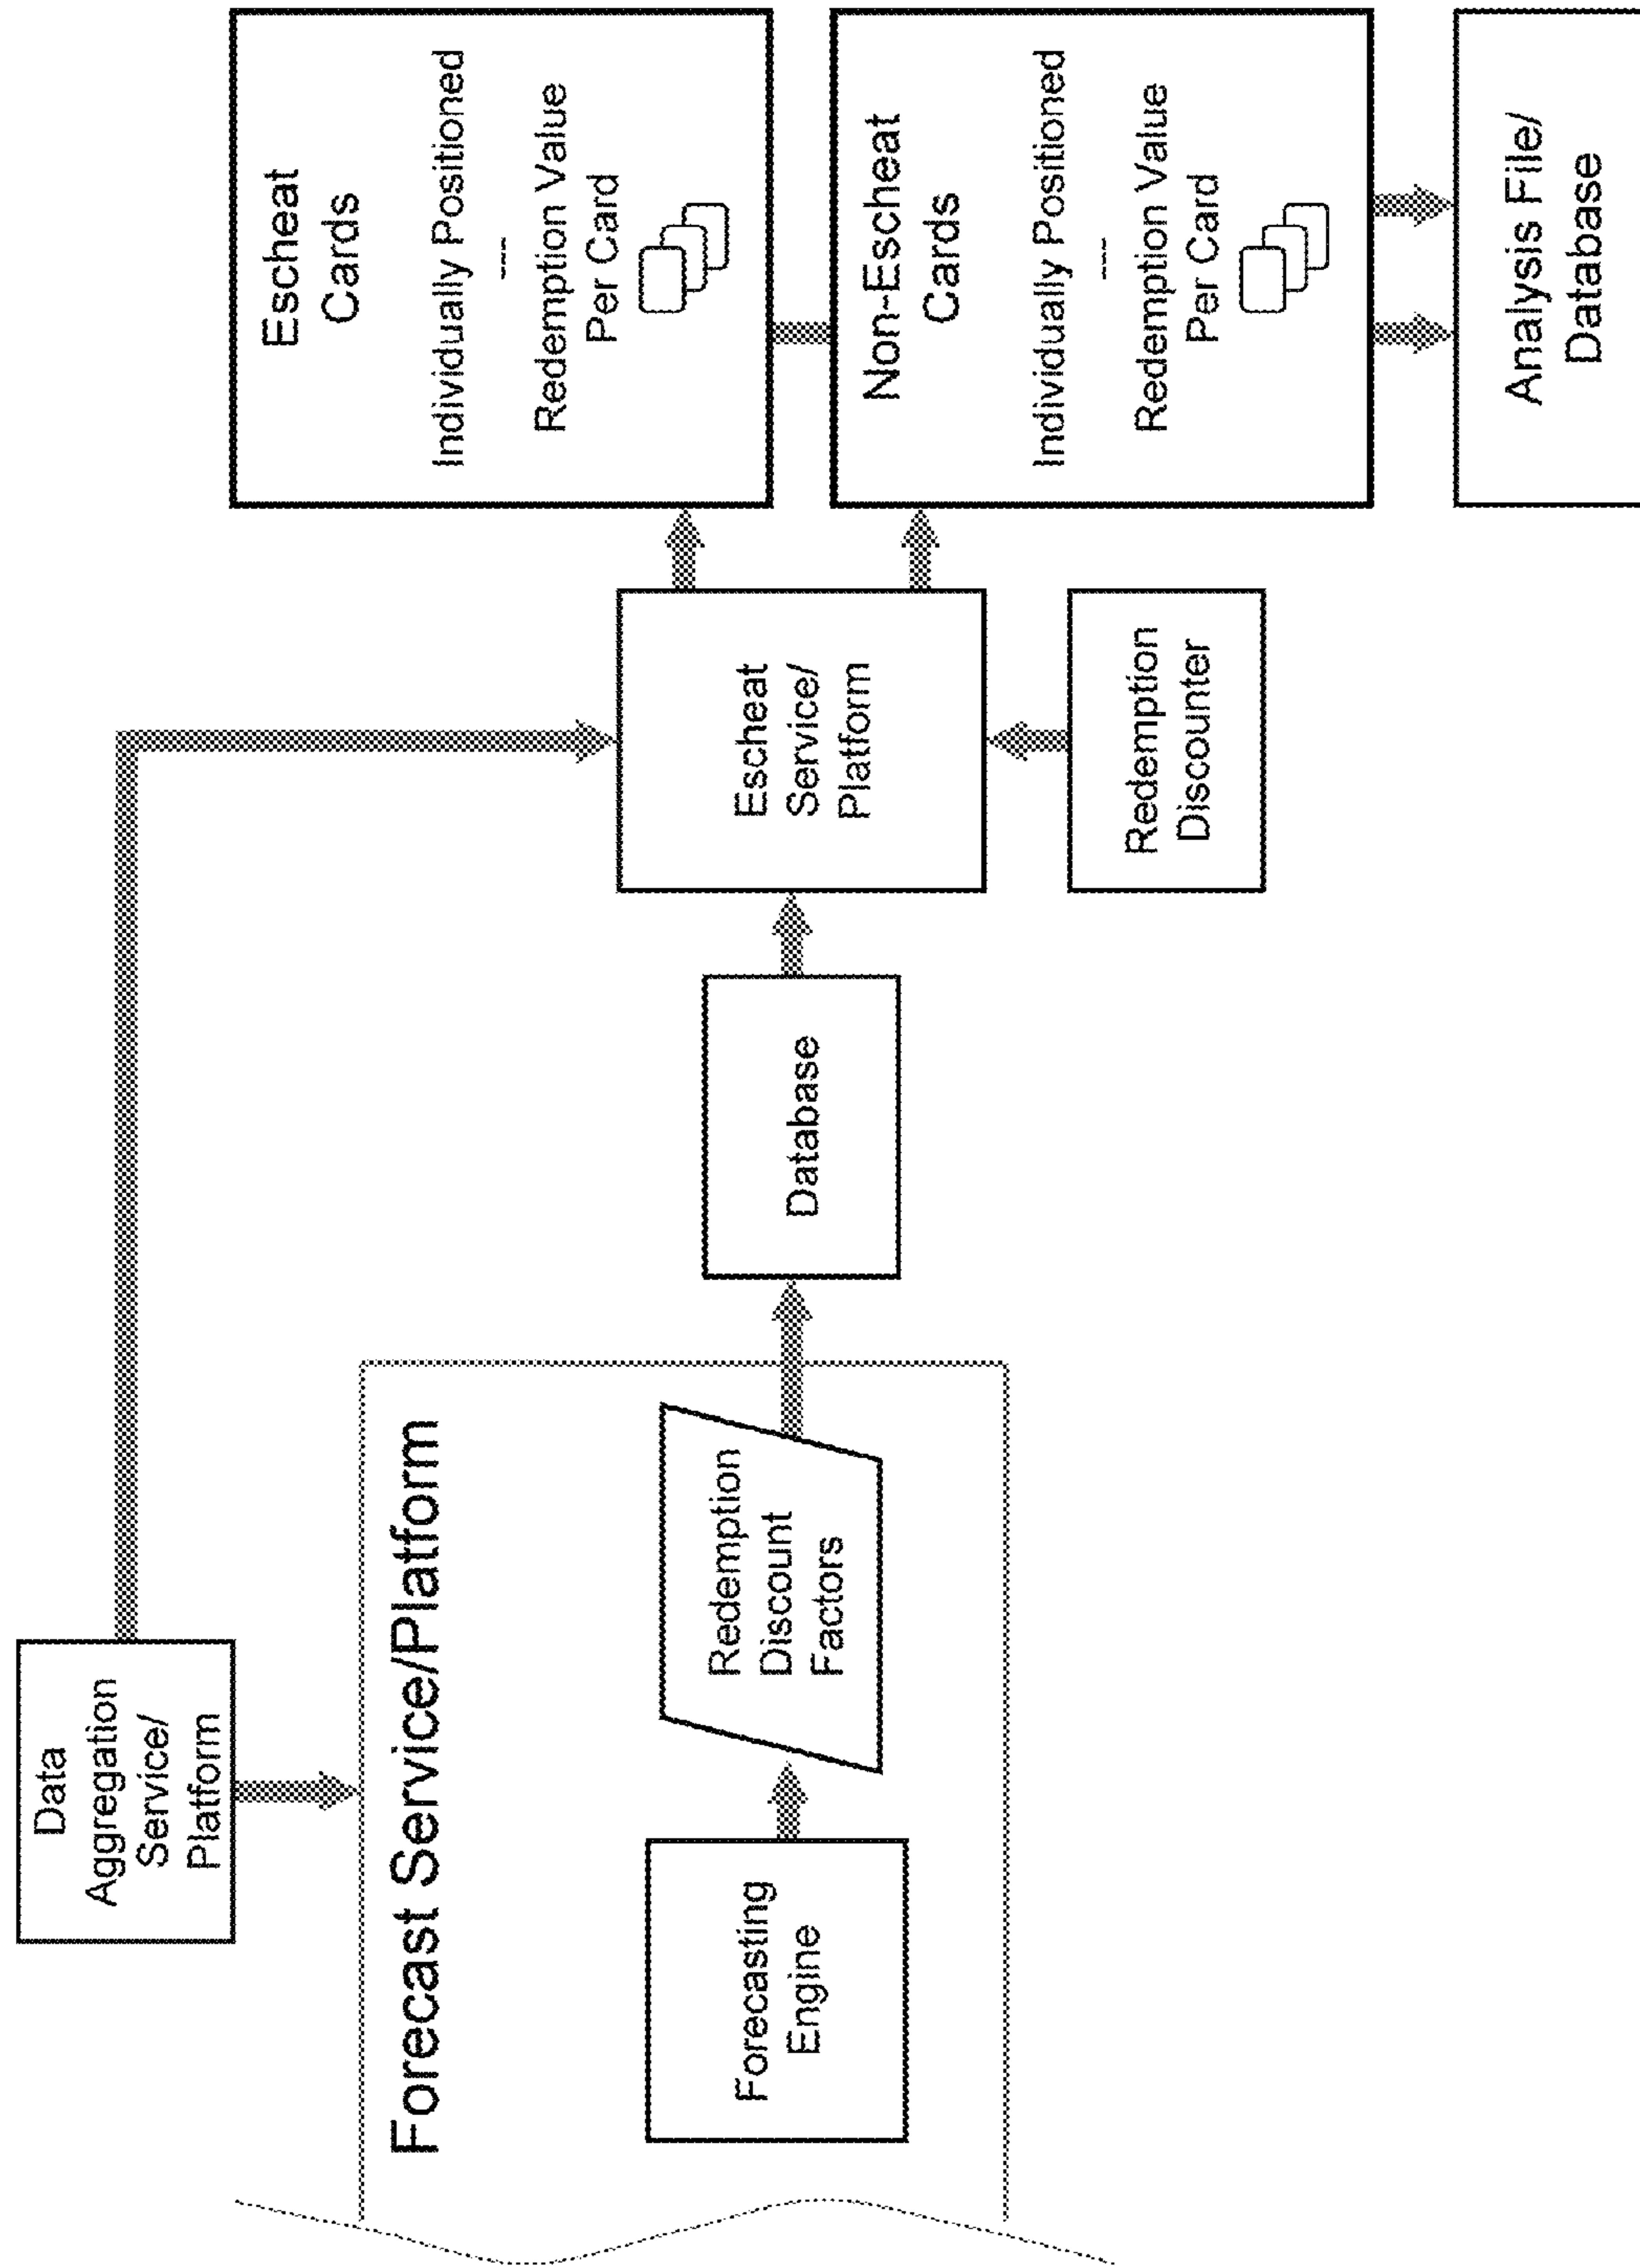 Data
Aggregation
Service/
Platform
Forecast Service/Platform
Forecasting
Engine
Redemption
Discount
Factors
Database
Escheat
Service/
Platform
Redemption
Discounter
Escheat
Cards
Individually Positioned
---
Redemption Value
Per Card
Non-Escheat
Cards
Individually Positioned
---
Redemption Value
Per Card
Analysis File/
Database